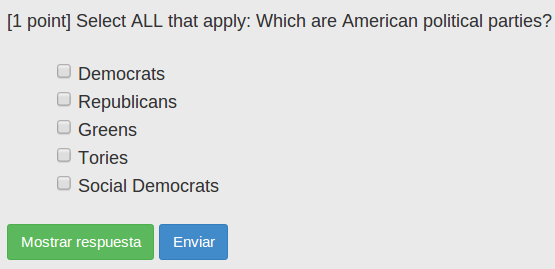 [1 point] Select ALL that apply: Which are American political parties?
Democrats
Republicans
Greens
Tories
Social Democrats
Mostrar respuesta Enviar